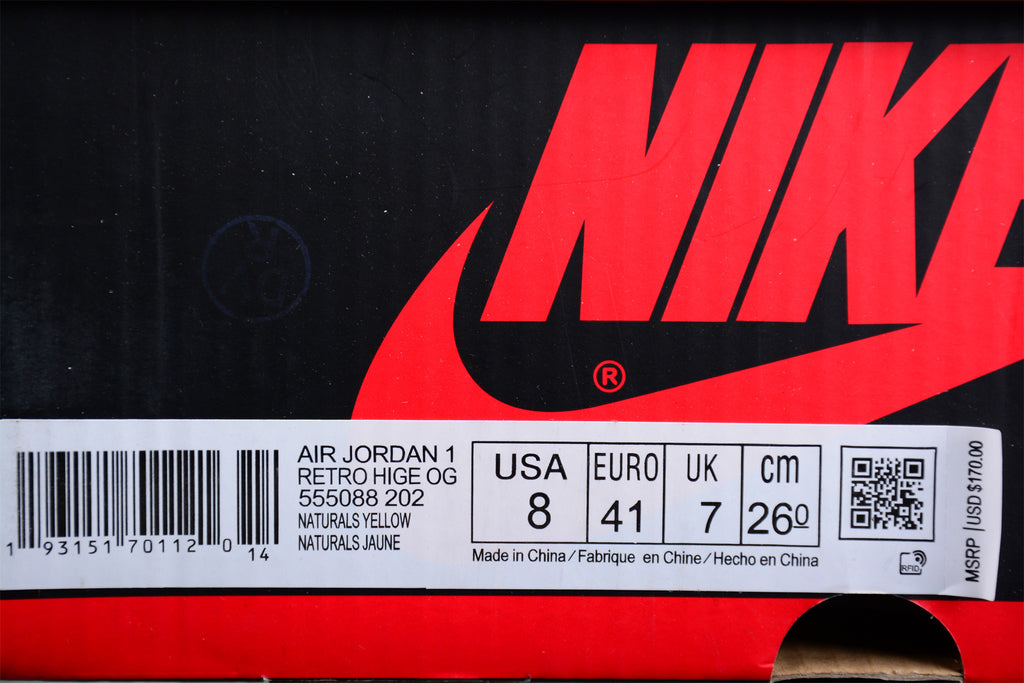 NIKE
®
AIR JORDAN 1
RETRO HIGE OG
555088 202
NATURALS YELLOW
NATURALS JAUNE
1 93151 70112 0 14
USA EURO UK cm
8 41 7 260
Made in China / Fabrique en Chine / Hecho en China
RFID
MSRP | USD $170.00